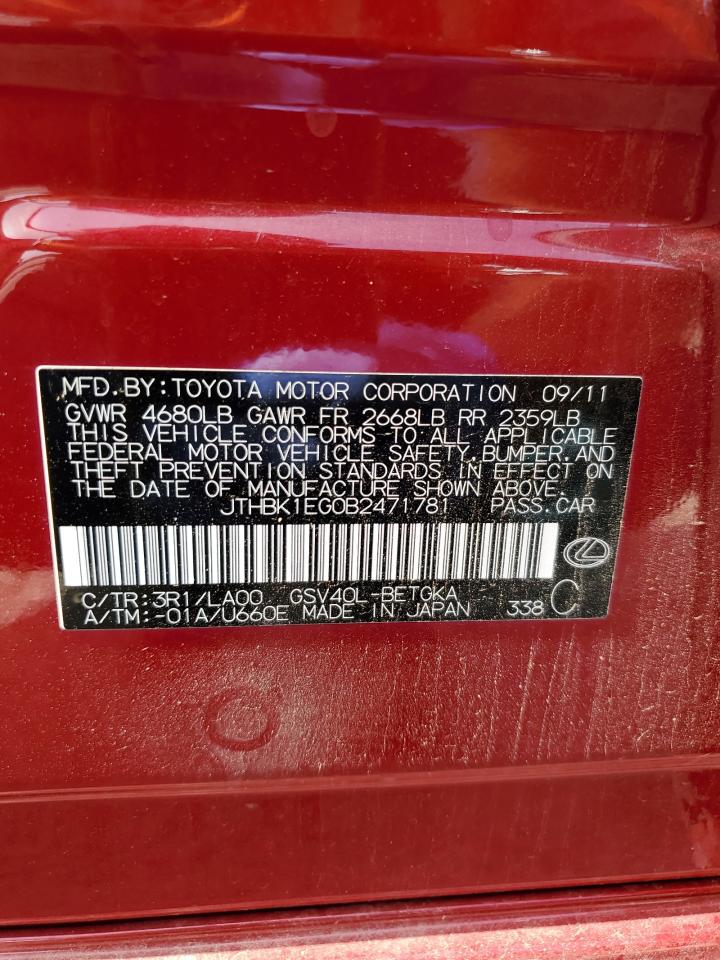 MFD. BY: TOYOTA MOTOR CORPORATION 09/11
GVWR 4680LB GAWR FR 2668LB RR 2359LB
THIS VEHICLE CONFORMS TO ALL APPLICABLE
FEDERAL MOTOR VEHICLE SAFETY, BUMPER, AND
THEFT PREVENTION STANDARDS IN EFFECT ON
THE DATE OF MANUFACTURE SHOWN ABOVE.
JTHBK1EG0B2471781 PASS. CAR
C/TR: 3R1/LA00 GSV40L-BETGKA
A/TM: -01A/U660E MADE IN JAPAN 338 C